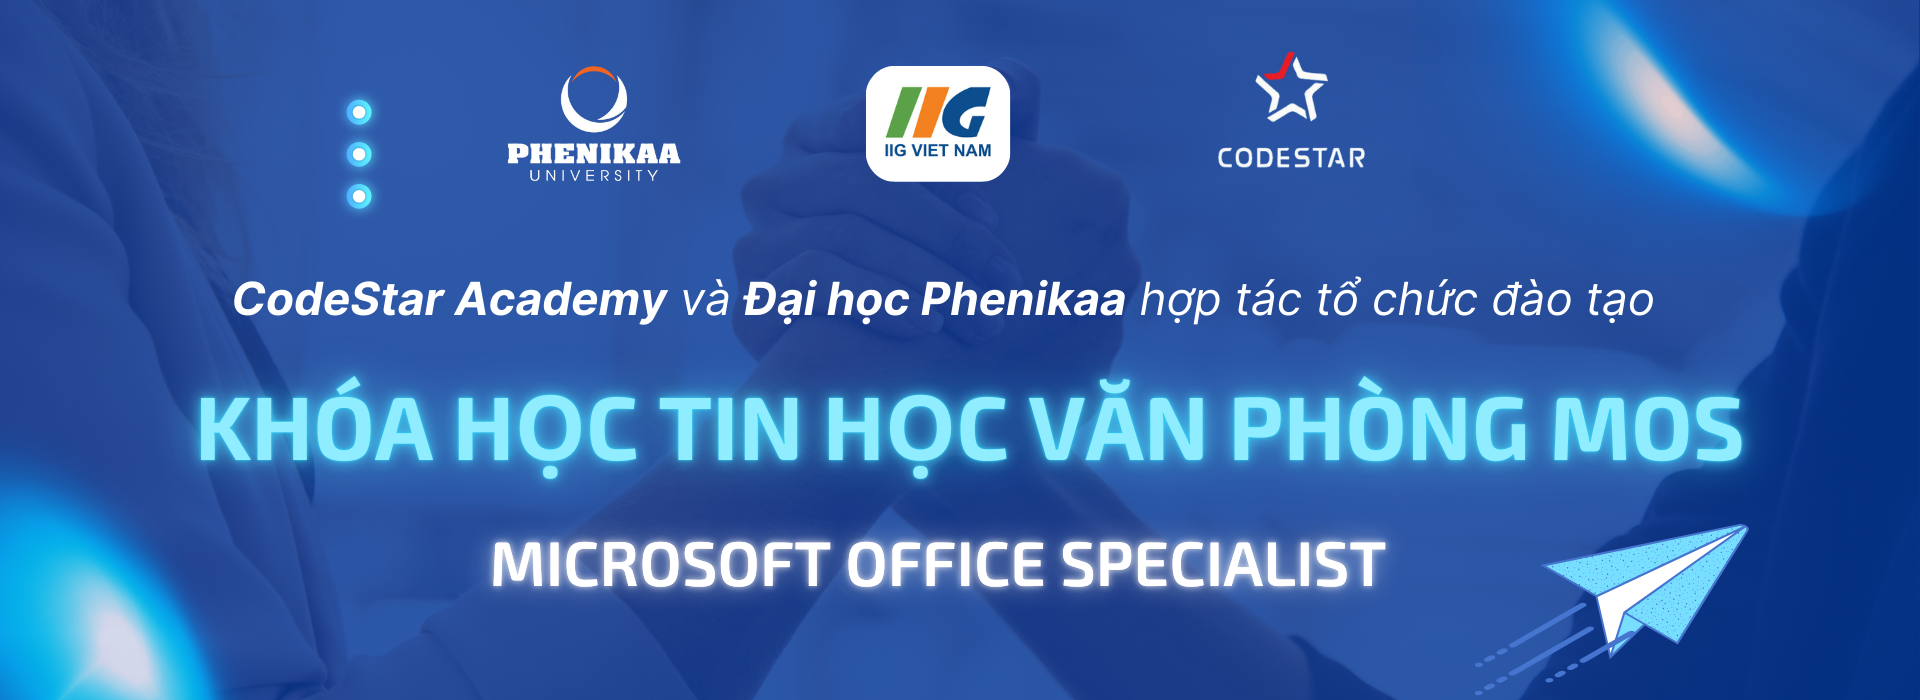 PHENIKAA
UNIVERSITY
IIG
IIG VIET NAM
CODESTAR
CodeStar Academy và Đại học Phenikaa hợp tác tổ chức đào tạo
KHÓA HỌC TIN HỌC VĂN PHÒNG MOS
MICROSOFT OFFICE SPECIALIST